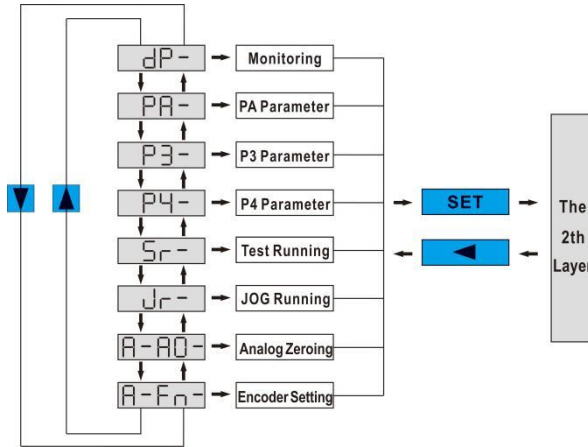 dP-
Monitoring
PA-
PA Parameter
P3-
P3 Parameter
P4-
P4 Parameter
SET
Sr-
Test Running
Jr-
JOG Running
A-A0-
Analog Zeroing
A-Fn-
Encoder Setting
The
2th
Layer